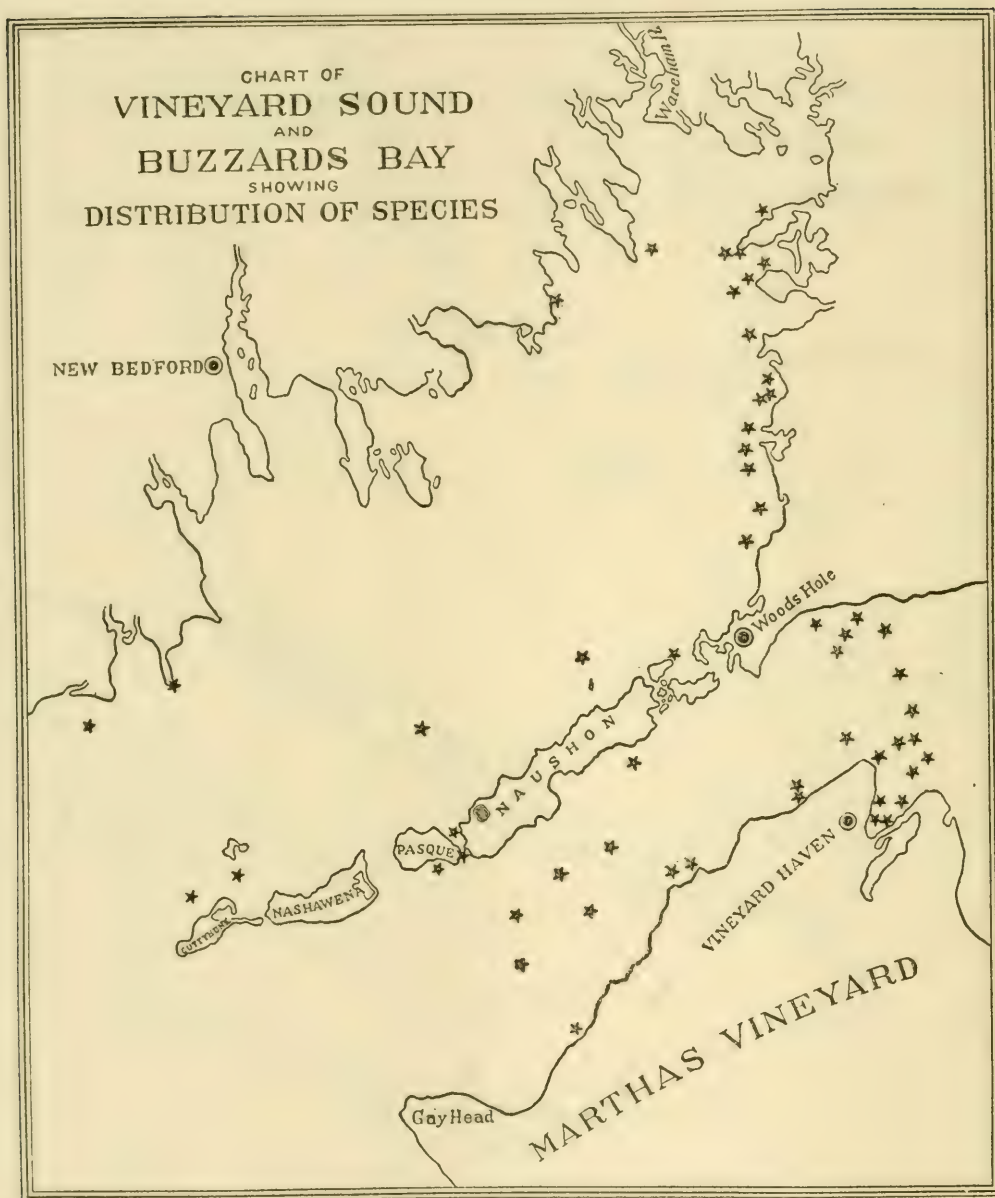 CHART OF
VINEYARD SOUND
AND
BUZZARDS BAY
SHOWING
DISTRIBUTION OF SPECIES
Wareham R
NEW BEDFORD
Woods Hole
NAUSHON
PASQUE
NASHAWENA
CUTTYHUNK
VINEYARD HAVEN
MARTHAS VINEYARD
Gay Head